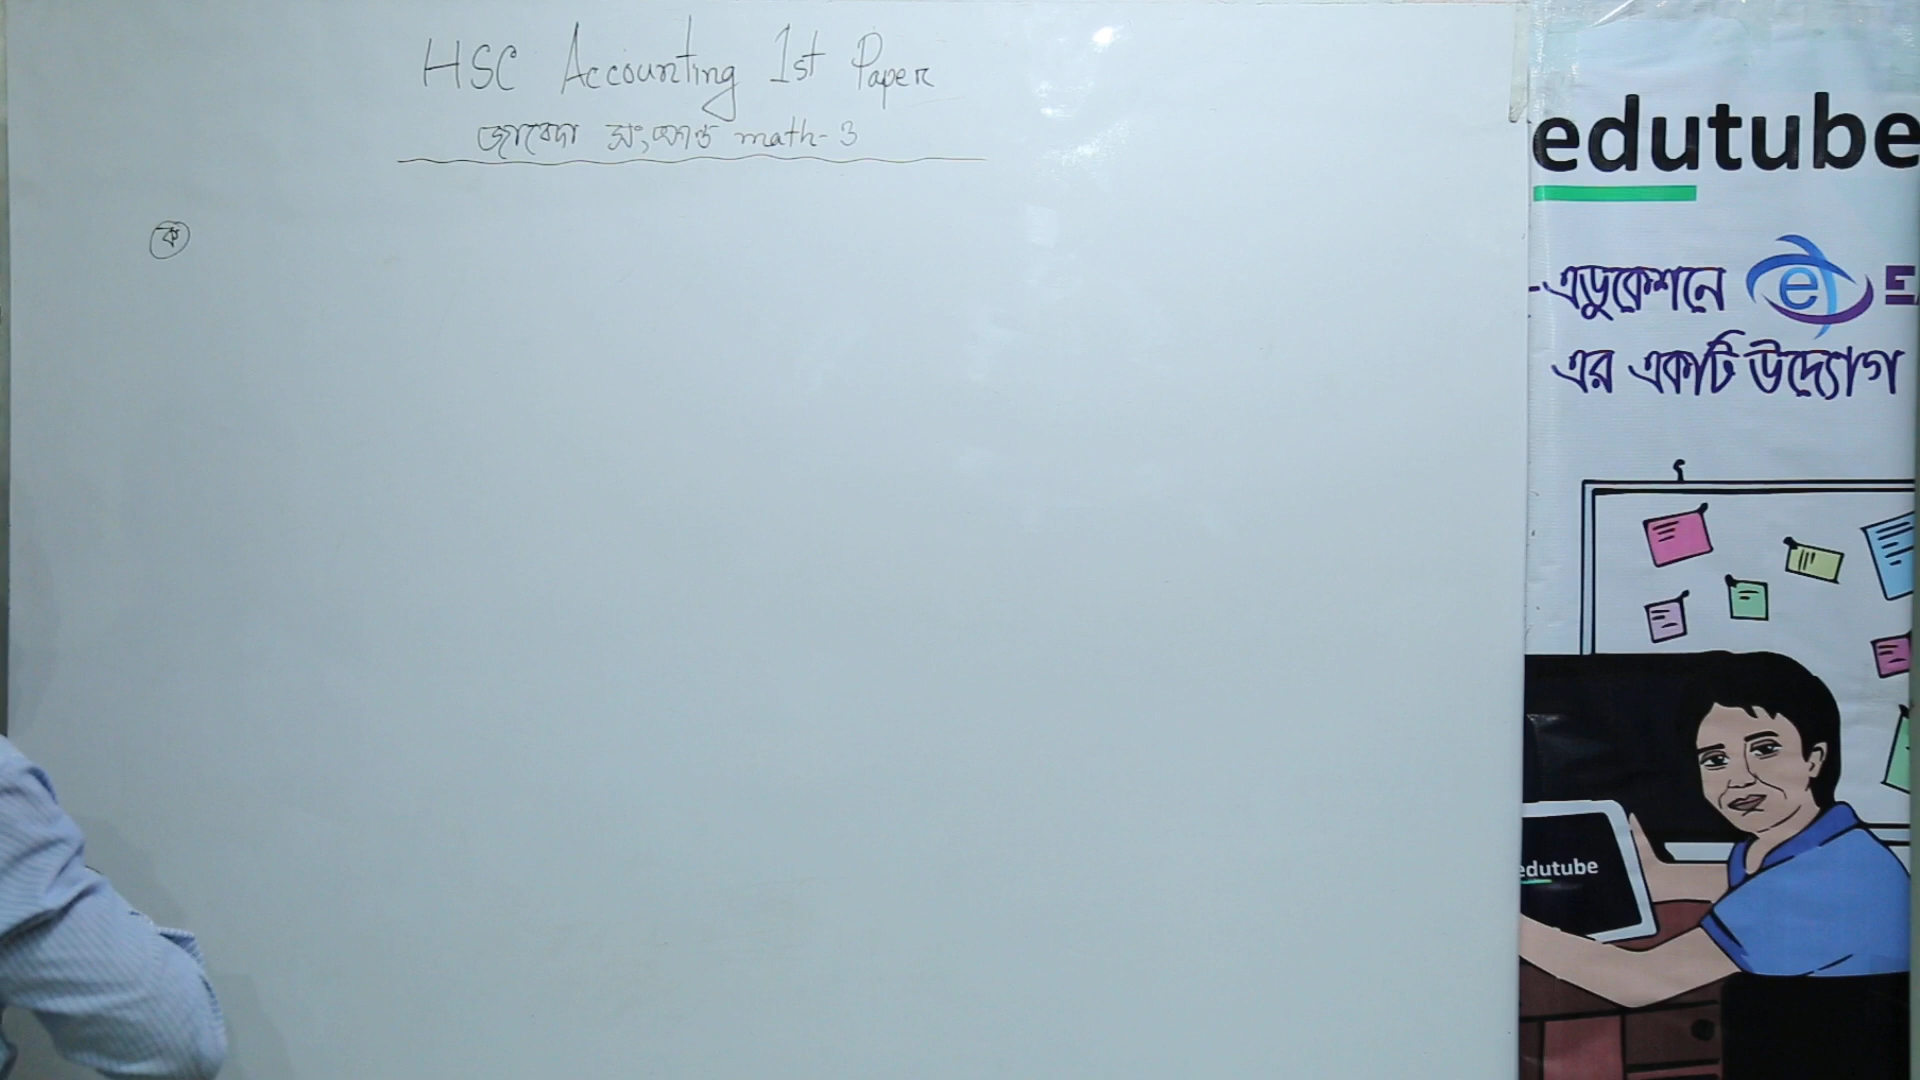 HSC Accounting 1st Paper
জাবেদা সংক্রান্ত math-3
ক
edutube
-এডুকেশনে e E
এর একটি উদ্যোগ
edutube